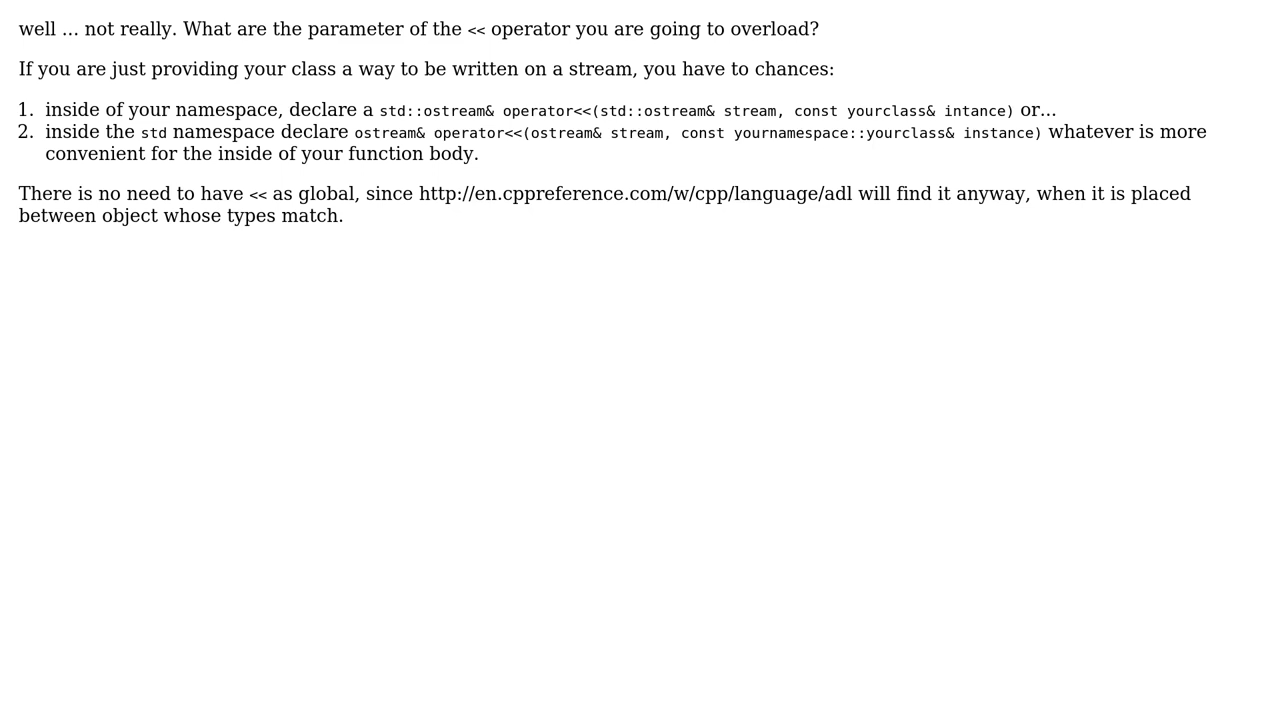 well ... not really. What are the parameter of the << operator you are going to overload?
If you are just providing your class a way to be written on a stream, you have to chances:
1. inside of your namespace, declare a std::ostream& operator<<(std::ostream& stream, const yourclass& intance) or...
2. inside the std namespace declare ostream& operator<<(ostream& stream, const yournamespace::yourclass& instance) whatever is more
convenient for the inside of your function body.
There is no need to have << as global, since http://en.cppreference.com/w/cpp/language/adl will find it anyway, when it is placed
between object whose types match.